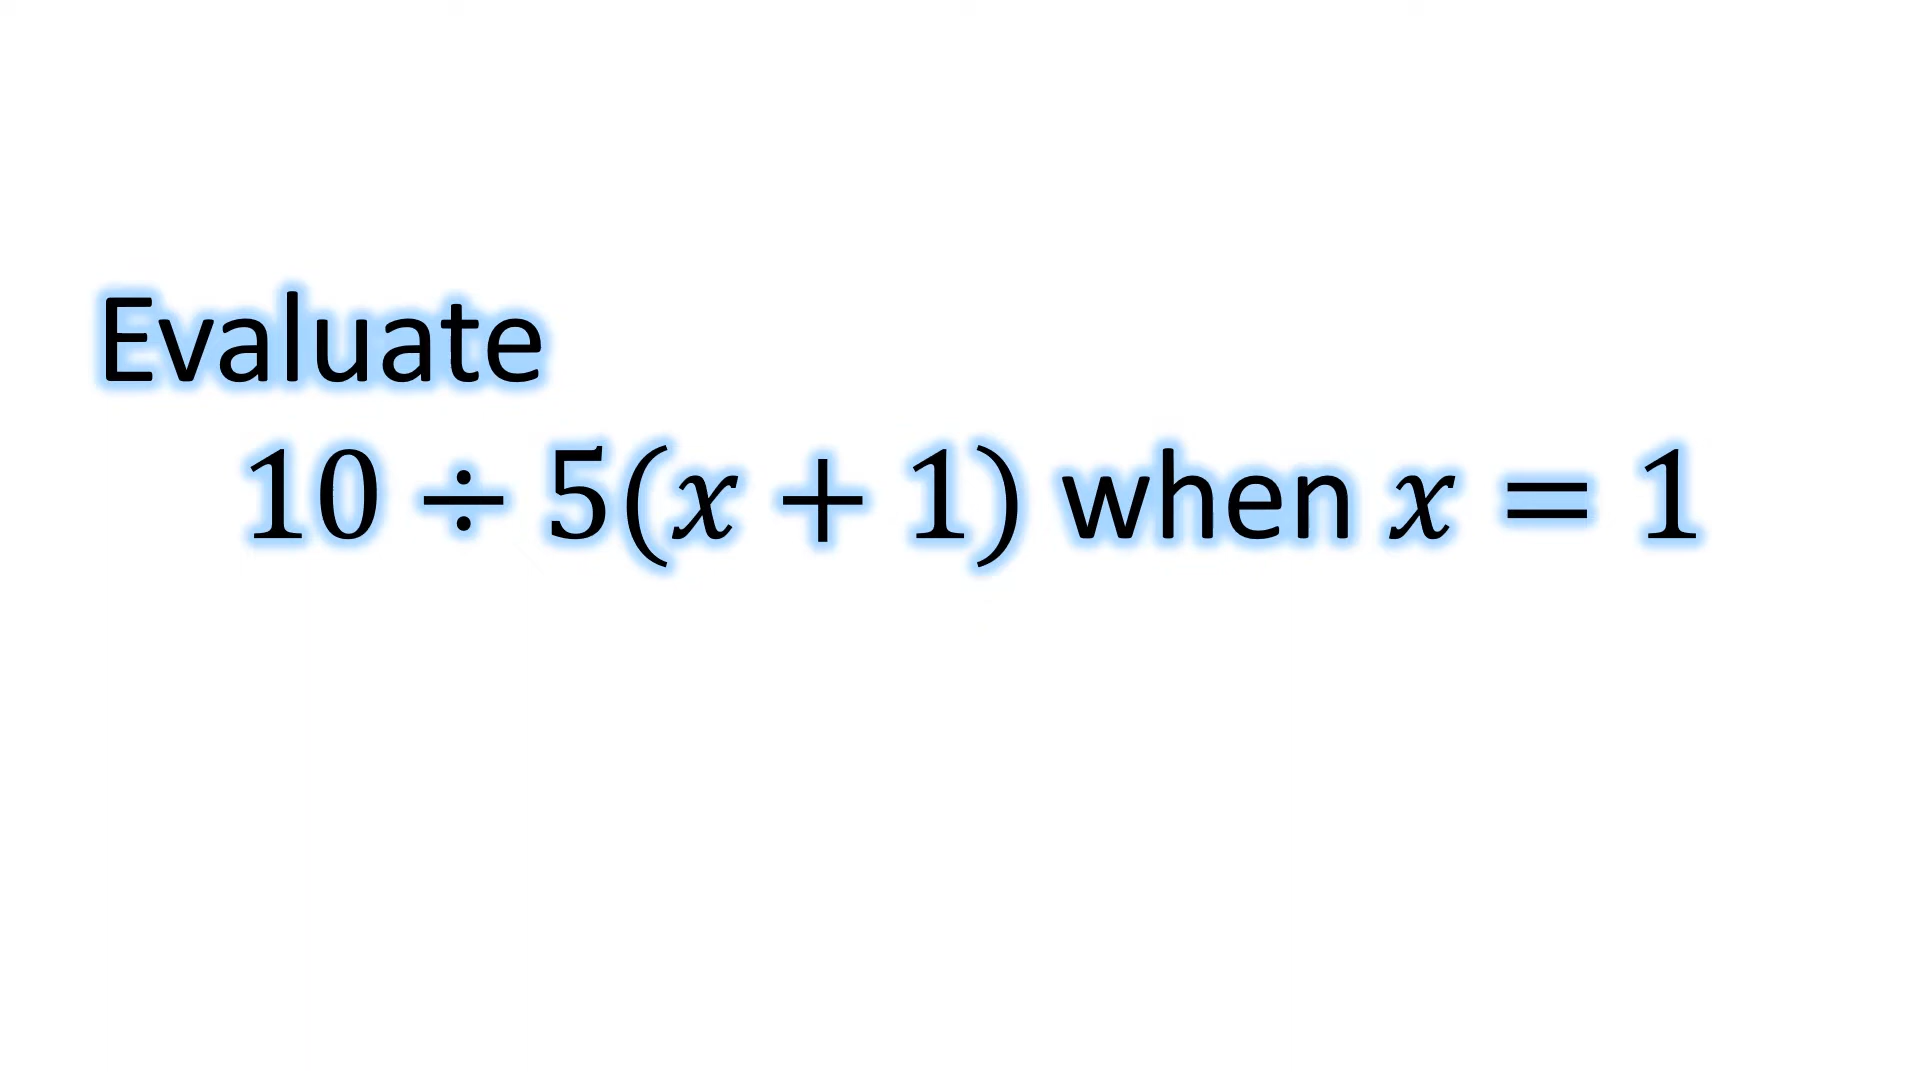 Evaluate
10 ÷ 5(𝑥 + 1) when 𝑥 = 1